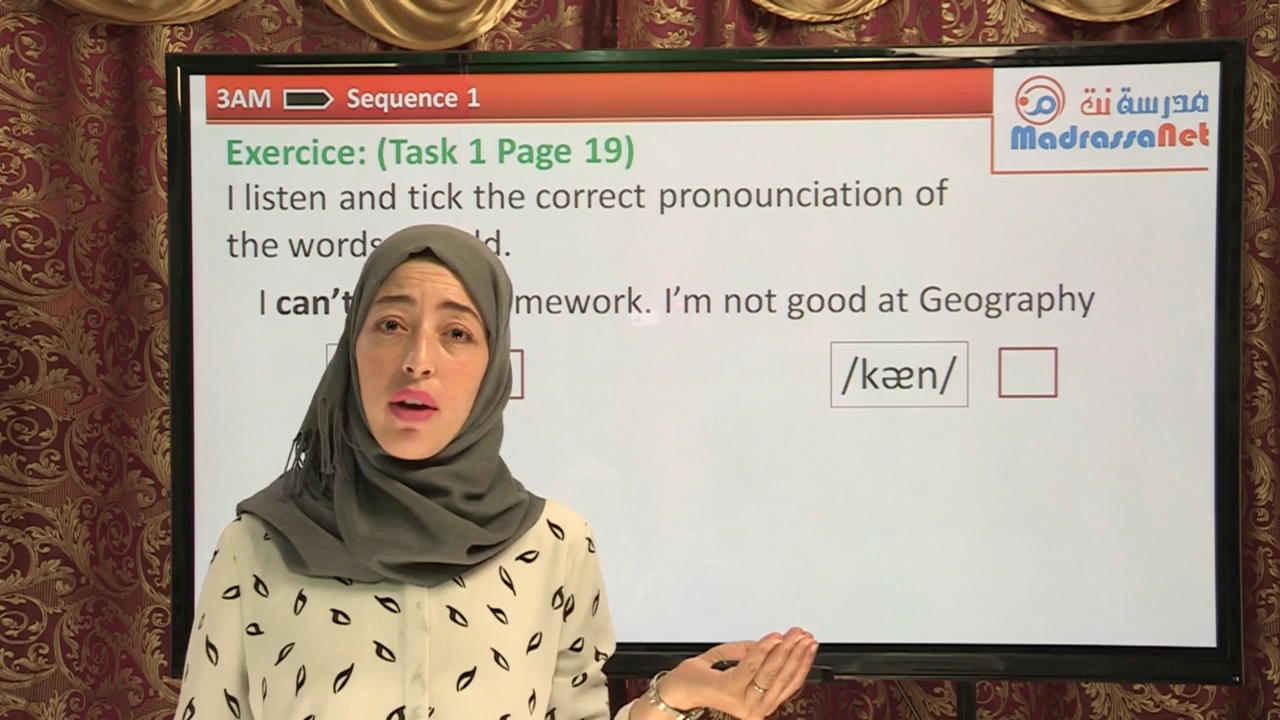 3AM Sequence 1
مدرسة نت
MadrassaNet
Exercice: (Task 1 Page 19)
I listen and tick the correct pronounciation of
the words
I can't mework. I'm not good at Geography
/kæn/